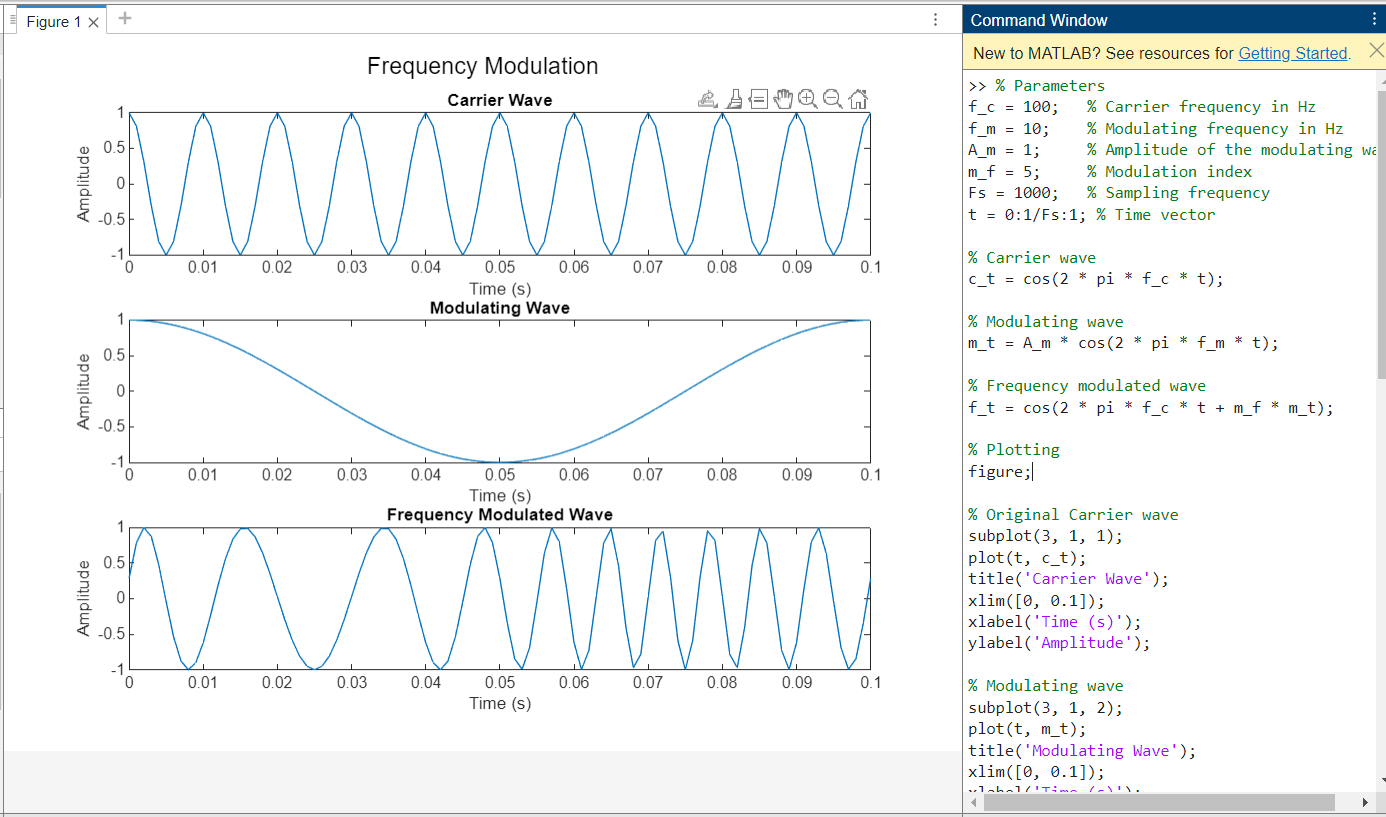 Figure 1
Frequency Modulation
Carrier Wave
1
0.5
0
-0.5
-1
Amplitude
0 0.01 0.02 0.03 0.04 0.05 0.06 0.07 0.08 0.09 0.1
Time (s)
Modulating Wave
1
0.5
0
-0.5
-1
Amplitude
0 0.01 0.02 0.03 0.04 0.05 0.06 0.07 0.08 0.09 0.1
Time (s)
Frequency Modulated Wave
1
0.5
0
-0.5
-1
Amplitude
0 0.01 0.02 0.03 0.04 0.05 0.06 0.07 0.08 0.09 0.1
Time (s)
Command Window
New to MATLAB? See resources for Getting Started.
>> % Parameters
f_c = 100;   % Carrier frequency in Hz
f_m = 10;    % Modulating frequency in Hz
A_m = 1;     % Amplitude of the modulating wa
m_f = 5;     % Modulation index
Fs = 1000;   % Sampling frequency
t = 0:1/Fs:1; % Time vector
% Carrier wave
c_t = cos(2 * pi * f_c * t);
% Modulating wave
m_t = A_m * cos(2 * pi * f_m * t);
% Frequency modulated wave
f_t = cos(2 * pi * f_c * t + m_f * m_t);
% Plotting
figure;
% Original Carrier wave
subplot(3, 1, 1);
plot(t, c_t);
title('Carrier Wave');
xlim([0, 0.1]);
xlabel('Time (s)');
ylabel('Amplitude');
% Modulating wave
subplot(3, 1, 2);
plot(t, m_t);
title('Modulating Wave');
xlim([0, 0.1]);
xlabel('Time (s)');